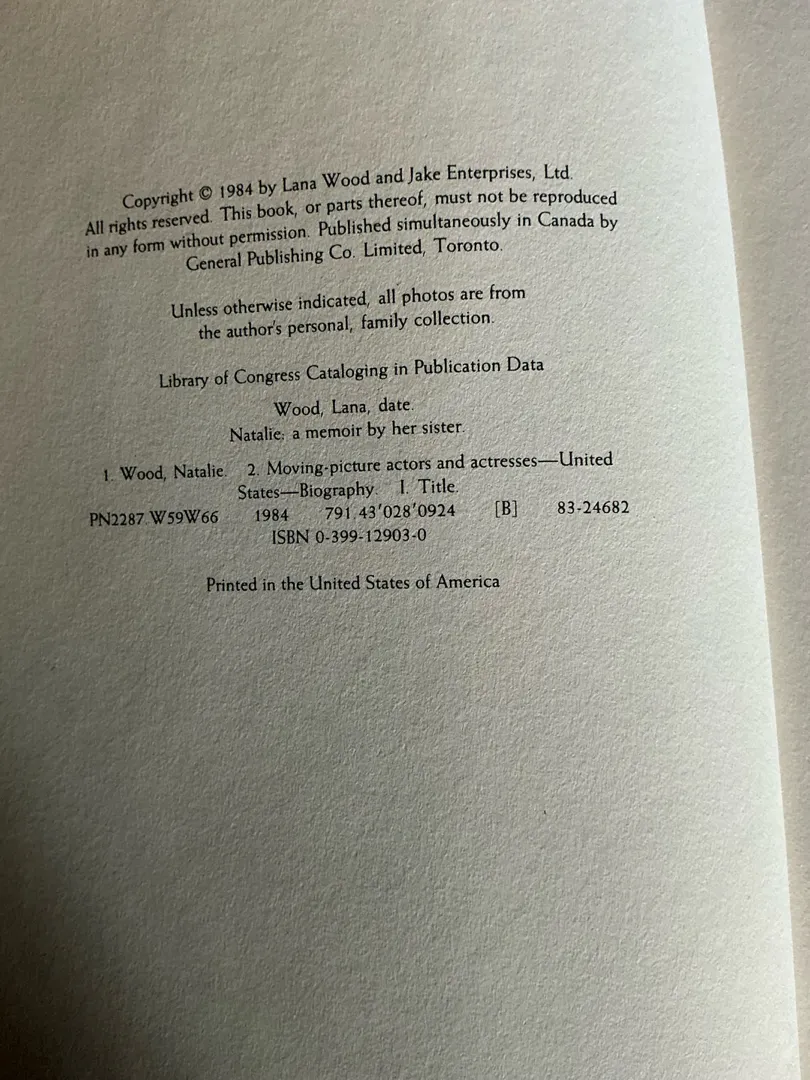 Copyright © 1984 by Lana Wood and Jake Enterprises, Ltd.
All rights reserved. This book, or parts thereof, must not be reproduced
in any form without permission. Published simultaneously in Canada by
General Publishing Co. Limited, Toronto.
Unless otherwise indicated, all photos are from
the author's personal, family collection.
Library of Congress Cataloging in Publication Data
Wood, Lana, date.
Natalie: a memoir by her sister.
1. Wood, Natalie. 2. Moving-picture actors and actresses—United
States—Biography. I. Title.
PN2287.W59W66 1984 791.43'028'0924 [B] 83-24682
ISBN 0-399-12903-0
Printed in the United States of America